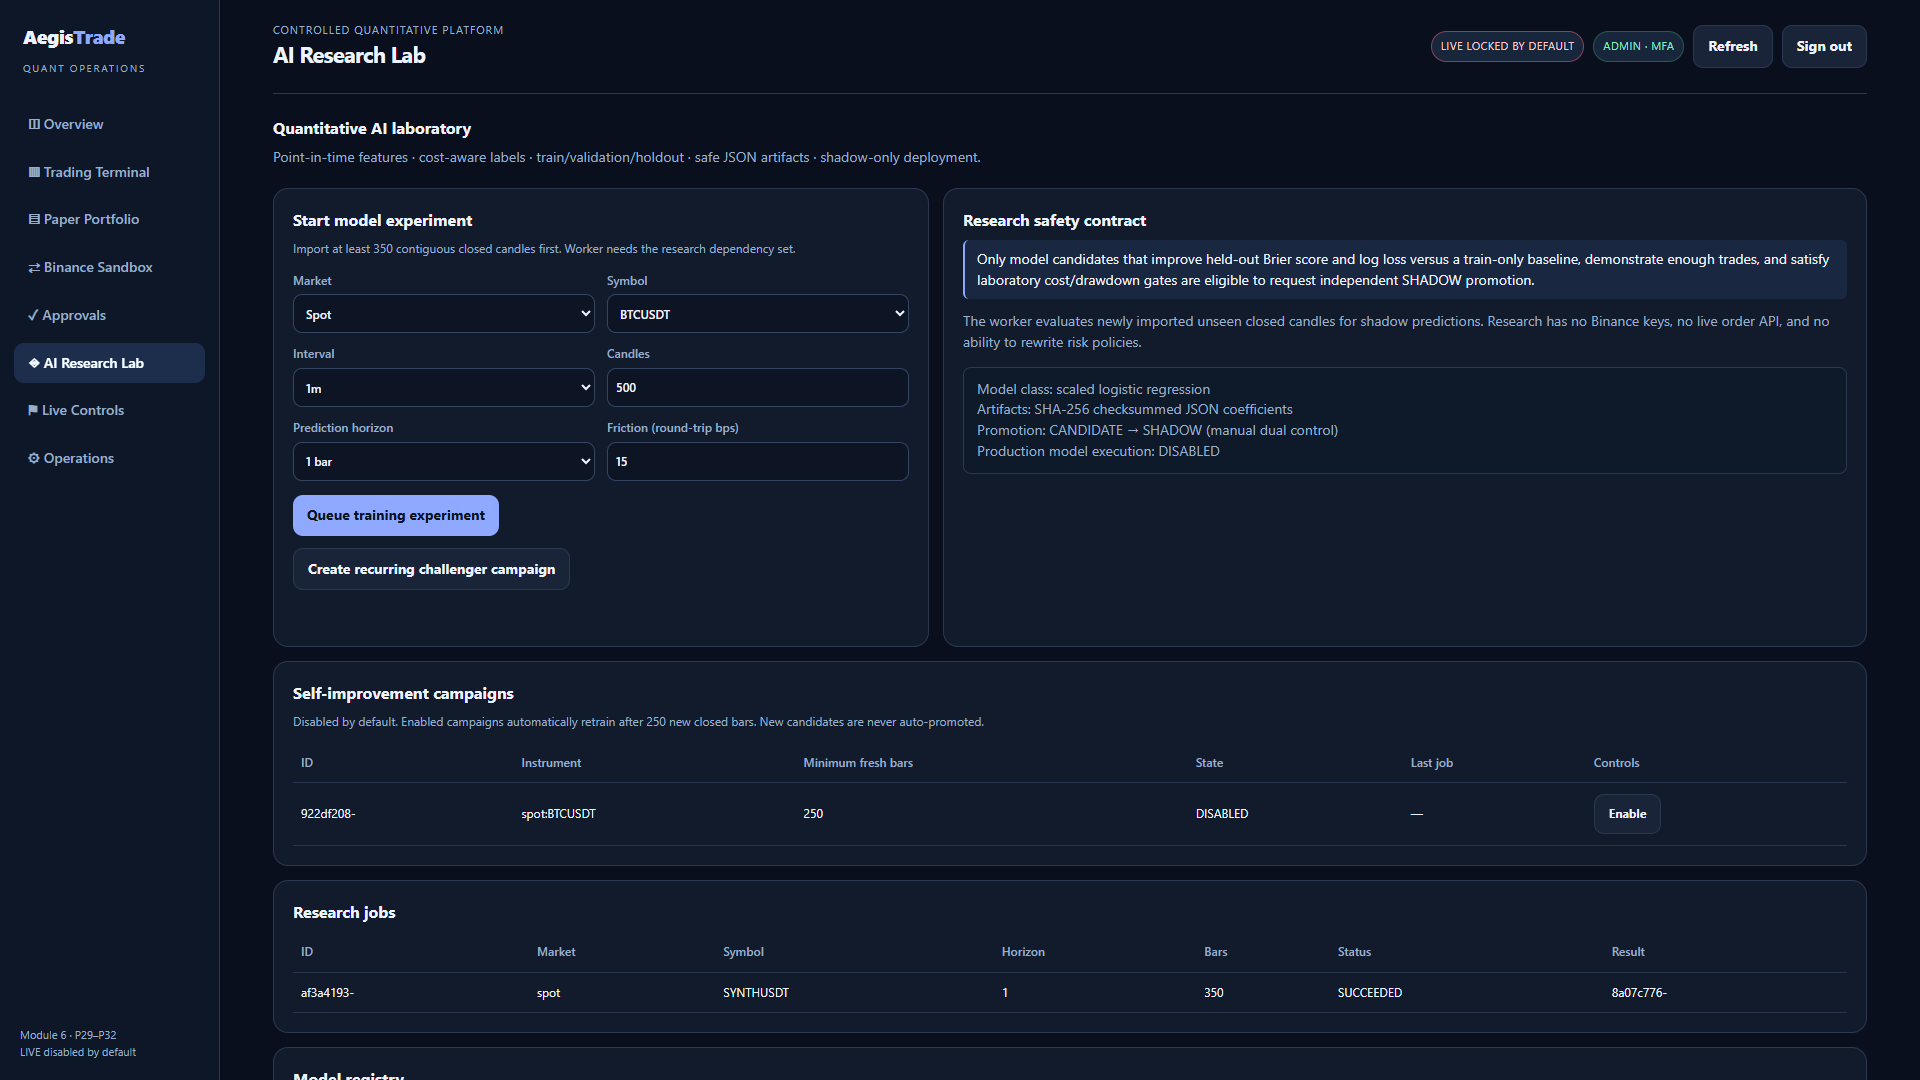 AegisTrade
QUANT OPERATIONS
Overview
Trading Terminal
Paper Portfolio
Binance Sandbox
Approvals
AI Research Lab
Live Controls
Operations
Module 6 · P29–P32
LIVE disabled by default
CONTROLLED QUANTITATIVE PLATFORM
AI Research Lab
LIVE LOCKED BY DEFAULT
ADMIN · MFA
Refresh
Sign out
Quantitative AI laboratory
Point-in-time features · cost-aware labels · train/validation/holdout · safe JSON artifacts · shadow-only deployment.
Start model experiment
Import at least 350 contiguous closed candles first. Worker needs the research dependency set.
Market Symbol
Spot BTCUSDT
Interval Candles
1m 500
Prediction horizon Friction (round-trip bps)
1 bar 15
Queue training experiment
Create recurring challenger campaign
Research safety contract
Only model candidates that improve held-out Brier score and log loss versus a train-only baseline, demonstrate enough trades, and satisfy
laboratory cost/drawdown gates are eligible to request independent SHADOW promotion.
The worker evaluates newly imported unseen closed candles for shadow predictions. Research has no Binance keys, no live order API, and no
ability to rewrite risk policies.
Model class: scaled logistic regression
Artifacts: SHA-256 checksummed JSON coefficients
Promotion: CANDIDATE → SHADOW (manual dual control)
Production model execution: DISABLED
Self-improvement campaigns
Disabled by default. Enabled campaigns automatically retrain after 250 new closed bars. New candidates are never auto-promoted.
ID Instrument Minimum fresh bars State Last job Controls
922df208- spot:BTCUSDT 250 DISABLED — Enable
Research jobs
ID Market Symbol Horizon Bars Status Result
af3a4193- spot SYNTHUSDT 1 350 SUCCEEDED 8a07c776-
Model registry